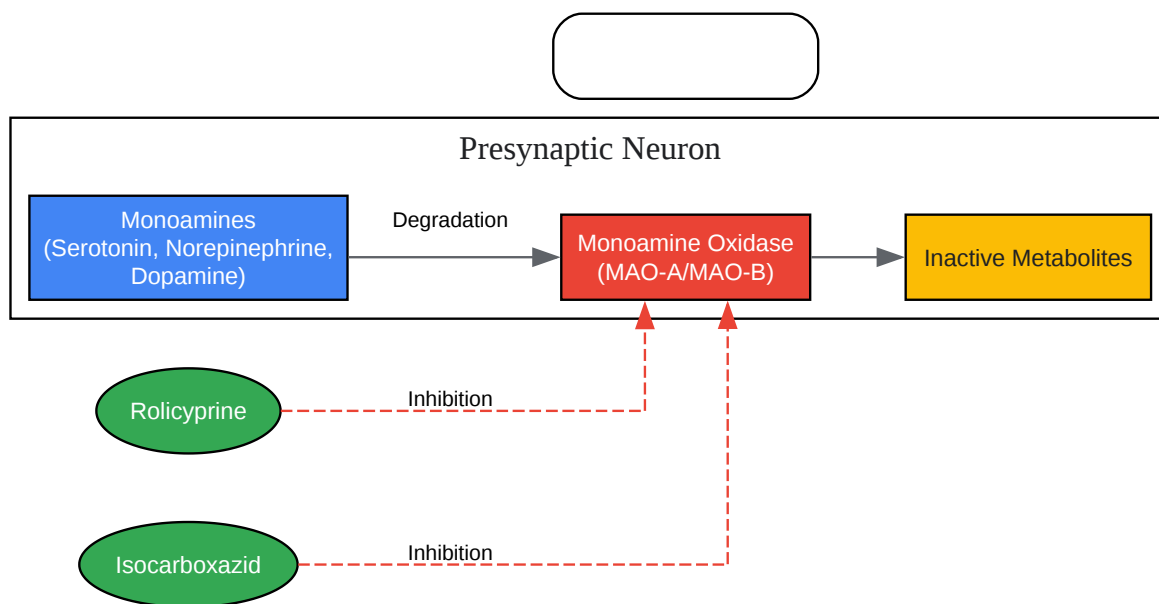 Presynaptic Neuron
Monoamines
(Serotonin, Norepinephrine,
Dopamine)
Degradation
Monoamine Oxidase
(MAO-A/MAO-B)
Inactive Metabolites
Rolicyprine
Inhibition
Isocarboxazid
Inhibition